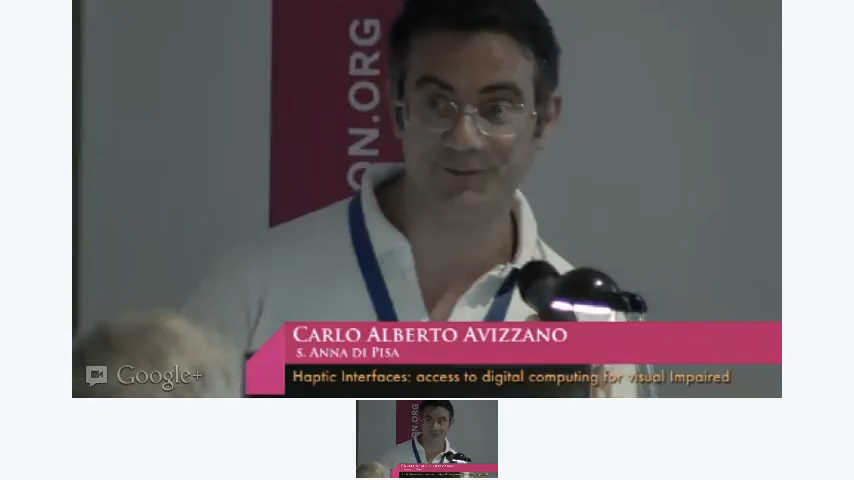 ON.ORG
CARLO ALBERTO AVIZZANO
S. ANNA DI PISA
Haptic Interfaces: access to digital computing for visual Impaired
Google+